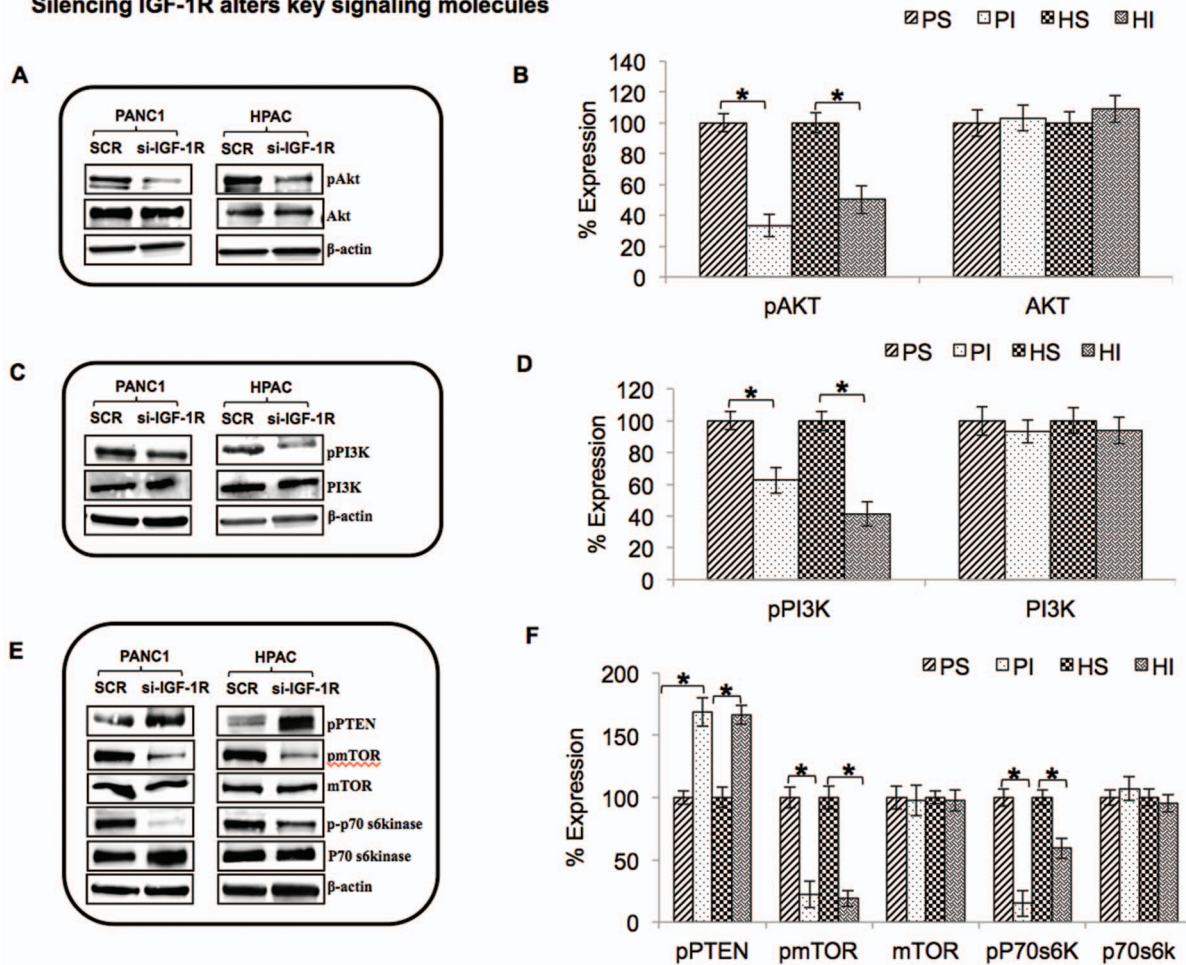 Silencing IGF-1R alters key signaling molecules
PS PI HS HI
A
PANC1 HPAC
SCR si-IGF-1R SCR si-IGF-1R
pAkt
Akt
β-actin
B
% Expression
140
120
100
80
60
40
20
0
* *
pAKT AKT
C
PANC1 HPAC
SCR si-IGF-1R SCR si-IGF-1R
pPI3K
PI3K
β-actin
PS PI HS HI
D
% Expression
120
100
80
60
40
20
0
* *
pPI3K PI3K
E
PANC1 HPAC
SCR si-IGF-1R SCR si-IGF-1R
pPTEN
pmTOR
mTOR
p-p70 s6kinase
P70 s6kinase
β-actin
F
PS PI HS HI
% Expression
200
150
100
50
0
* * * * * *
pPTEN pmTOR mTOR pP70s6K p70s6k